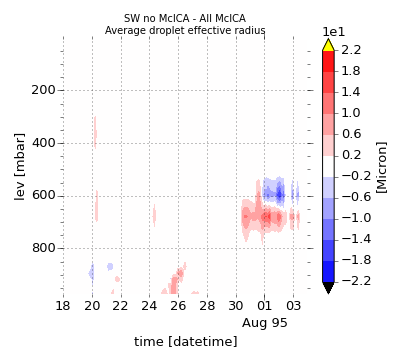 SW no McICA - All McICA
Average droplet effective radius
1e1
2.2
1.8
1.4
1.0
0.6
0.2
−0.2
−0.6
−1.0
−1.4
−1.8
−2.2
[Micron]
lev [mbar]
200
400
600
800
18 20 22 24 26 28 30 01 03
Aug 95
time [datetime]